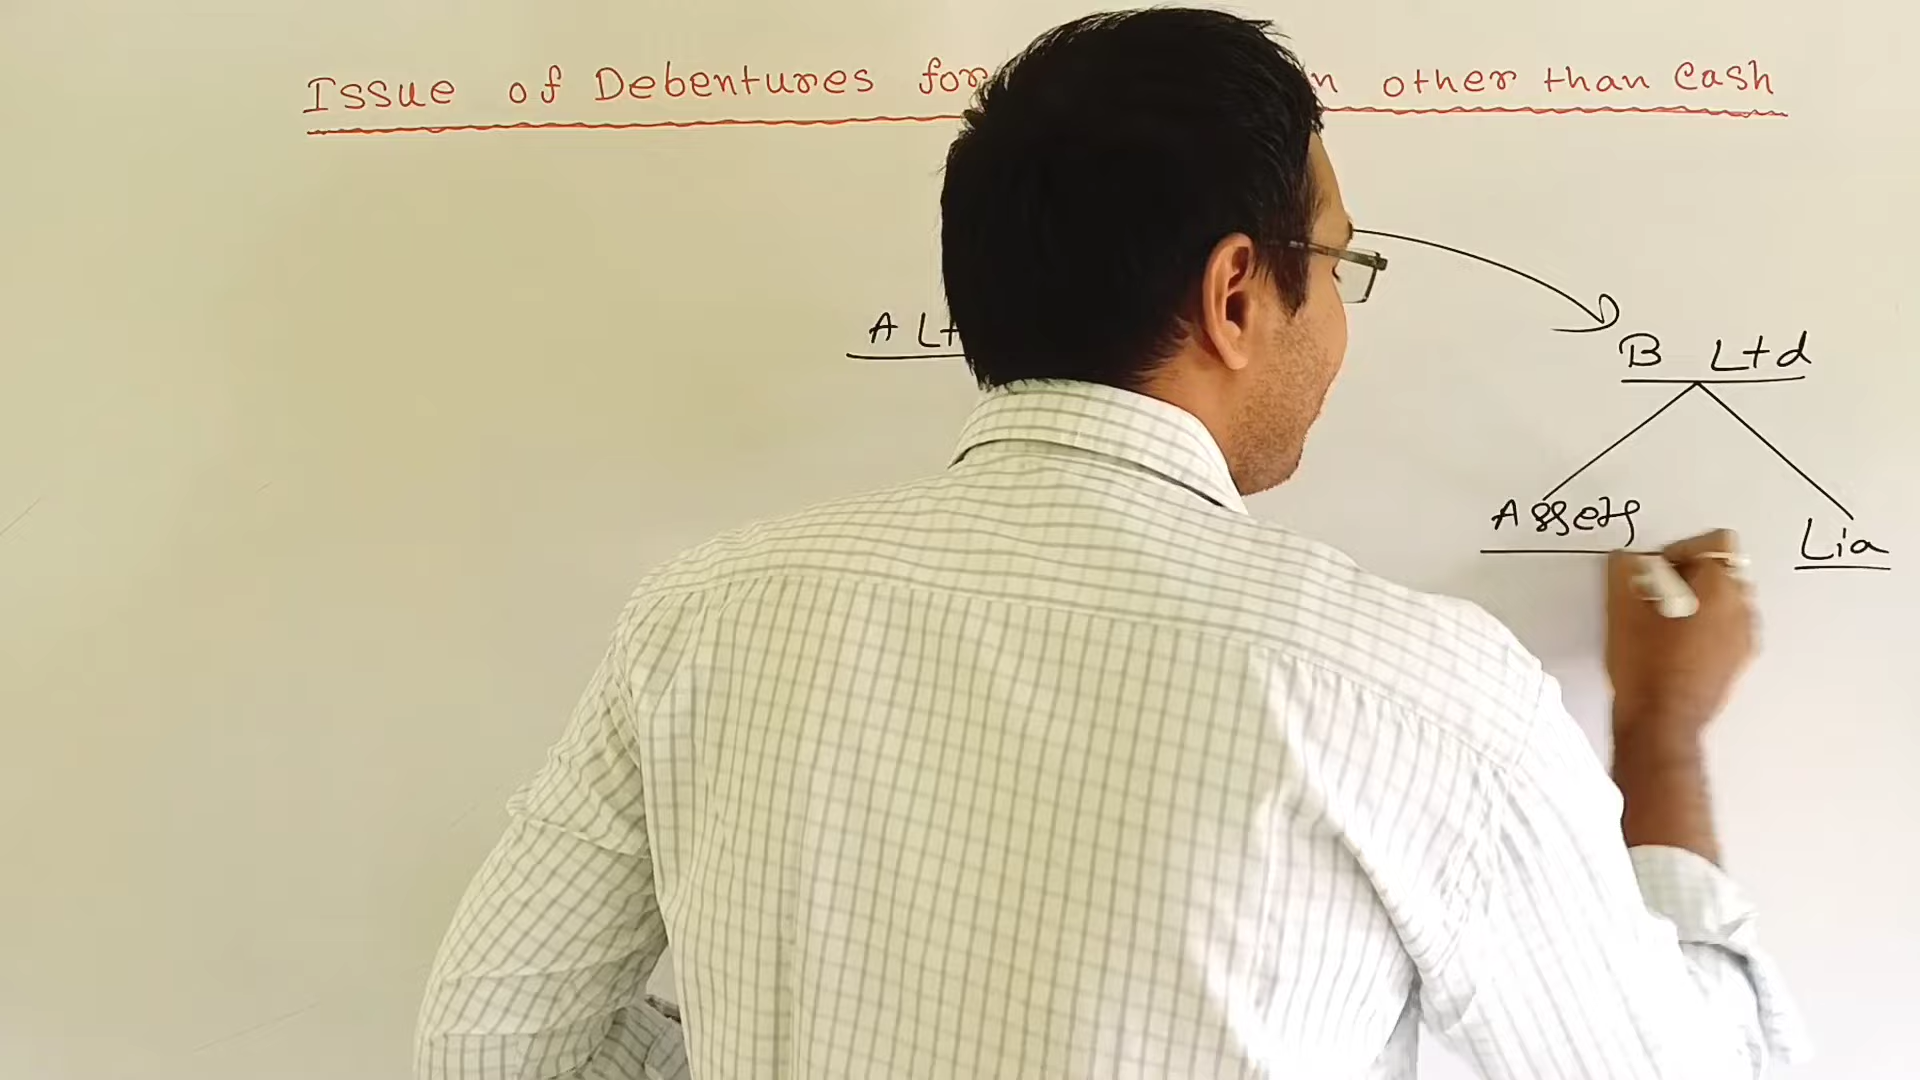 Issue of Debentures for n other than Cash
A Lt
B Ltd
Assets
Lia